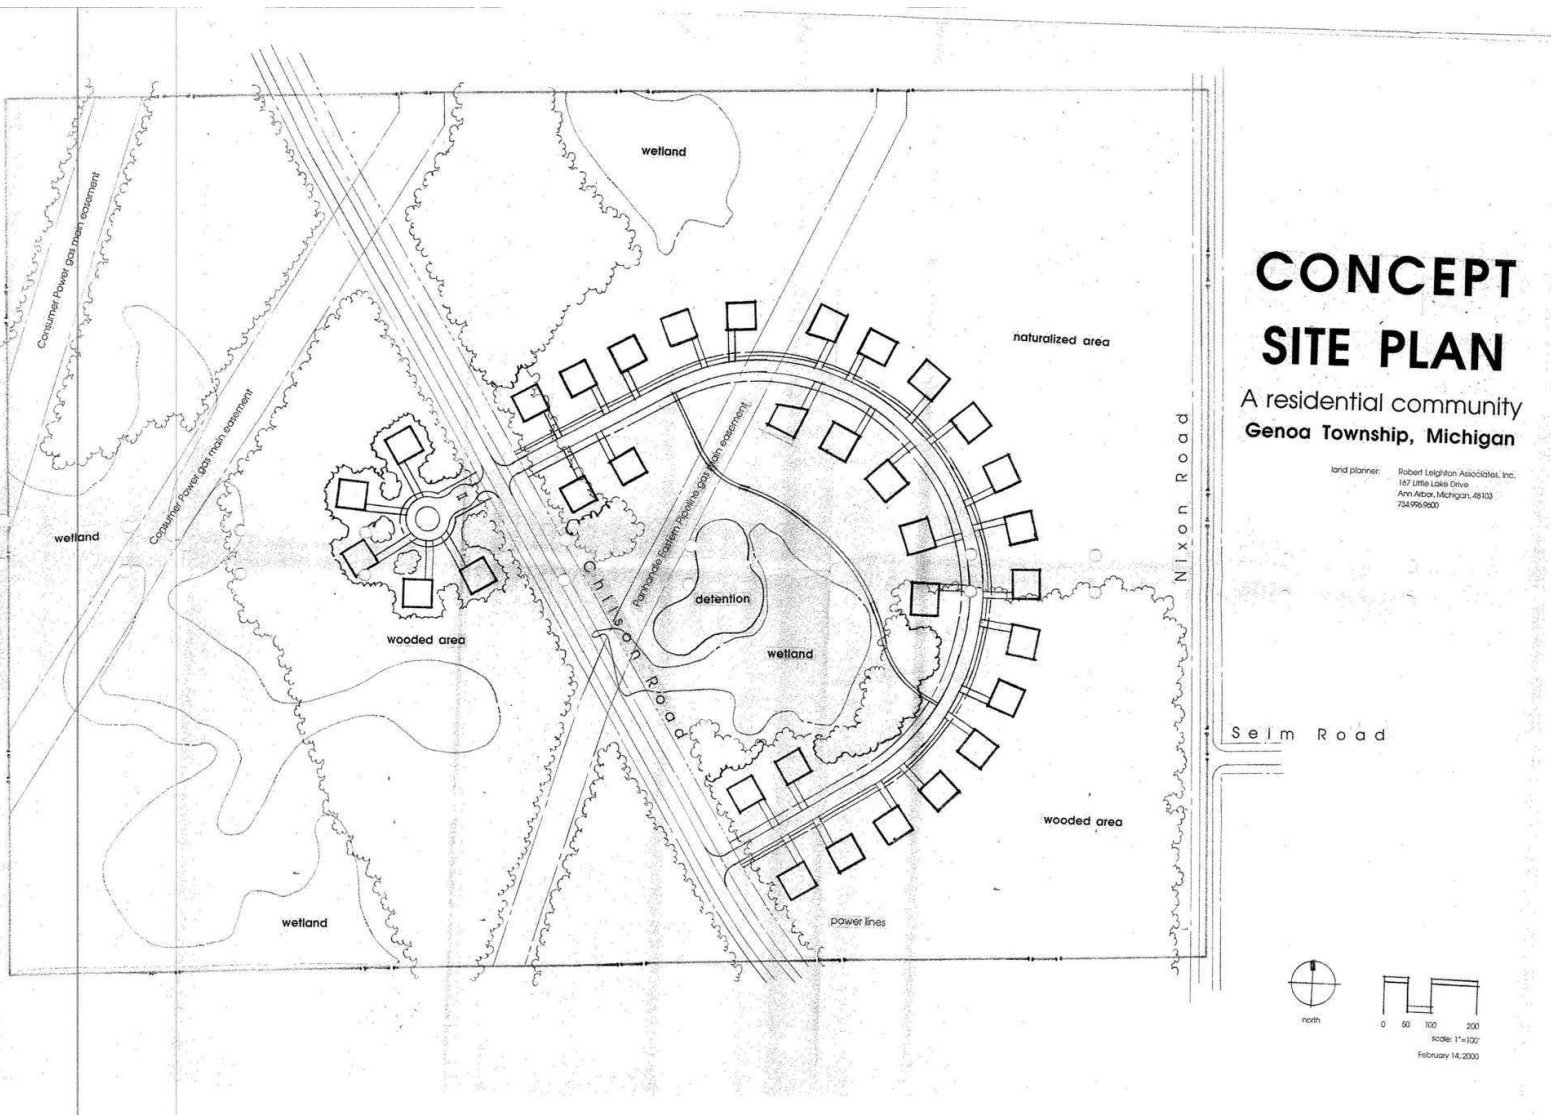 CONCEPT
SITE PLAN
A residential community
Genoa Township, Michigan
land planner: Robert Leighton Associates, Inc.
167 Little Lake Drive
Ann Arbor, Michigan, 48103
734.996.9600
wetland
Consumer Power gas main easement
naturalized area
Consumer Power gas main easement
Panhandle Eastern Pipeline gas main easement
Nixon Road
wetland
Chilson Road
detention
wooded area
wetland
Seim Road
wooded area
wetland
power lines
north
0 50 100 200
scale: 1"=100'
February 14, 2000